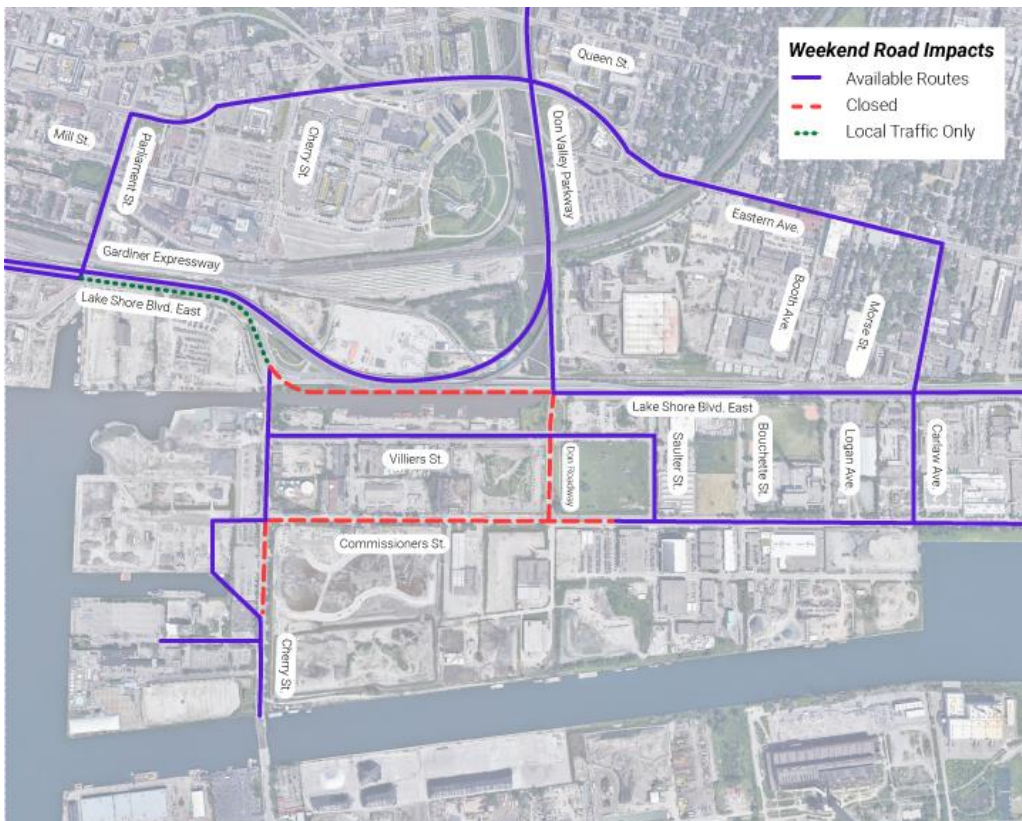 Weekend Road Impacts
Available Routes
Closed
Local Traffic Only
Queen St.
Mill St.
Parliament St.
Cherry St.
Don Valley Parkway
Eastern Ave.
Gardiner Expressway
Lake Shore Blvd. East
Booth Ave.
Morse St.
Lake Shore Blvd. East
Villiers St.
Don Roadway
Saulter St.
Bouchette St.
Logan Ave.
Carlaw Ave.
Commissioners St.
Cherry St.